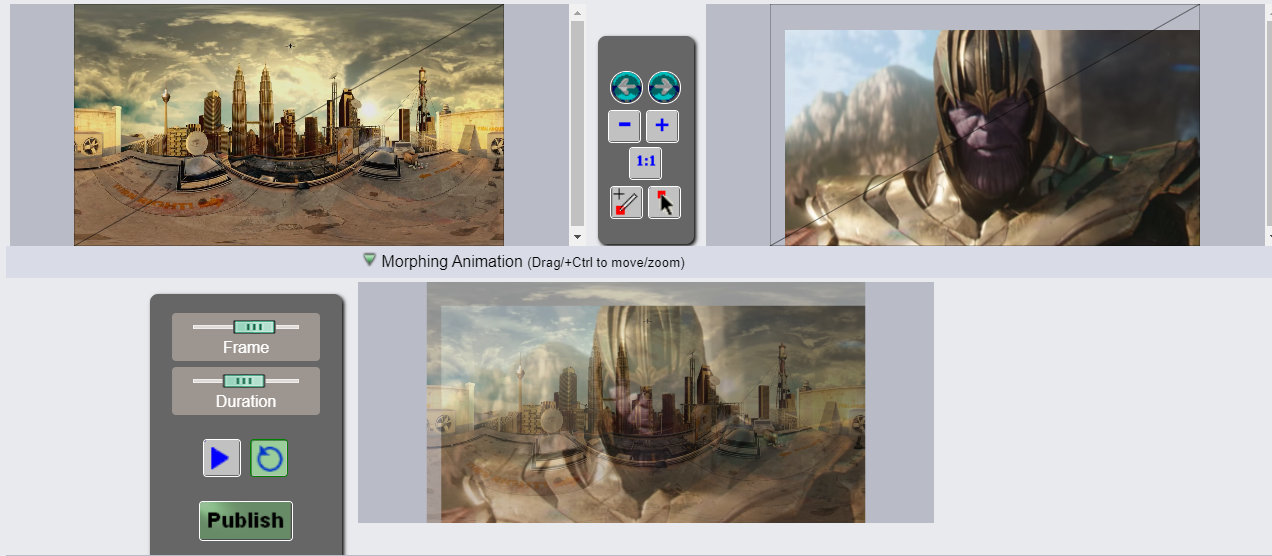 −
+
1:1
Morphing Animation (Drag/+Ctrl to move/zoom)
Frame
Duration
Publish